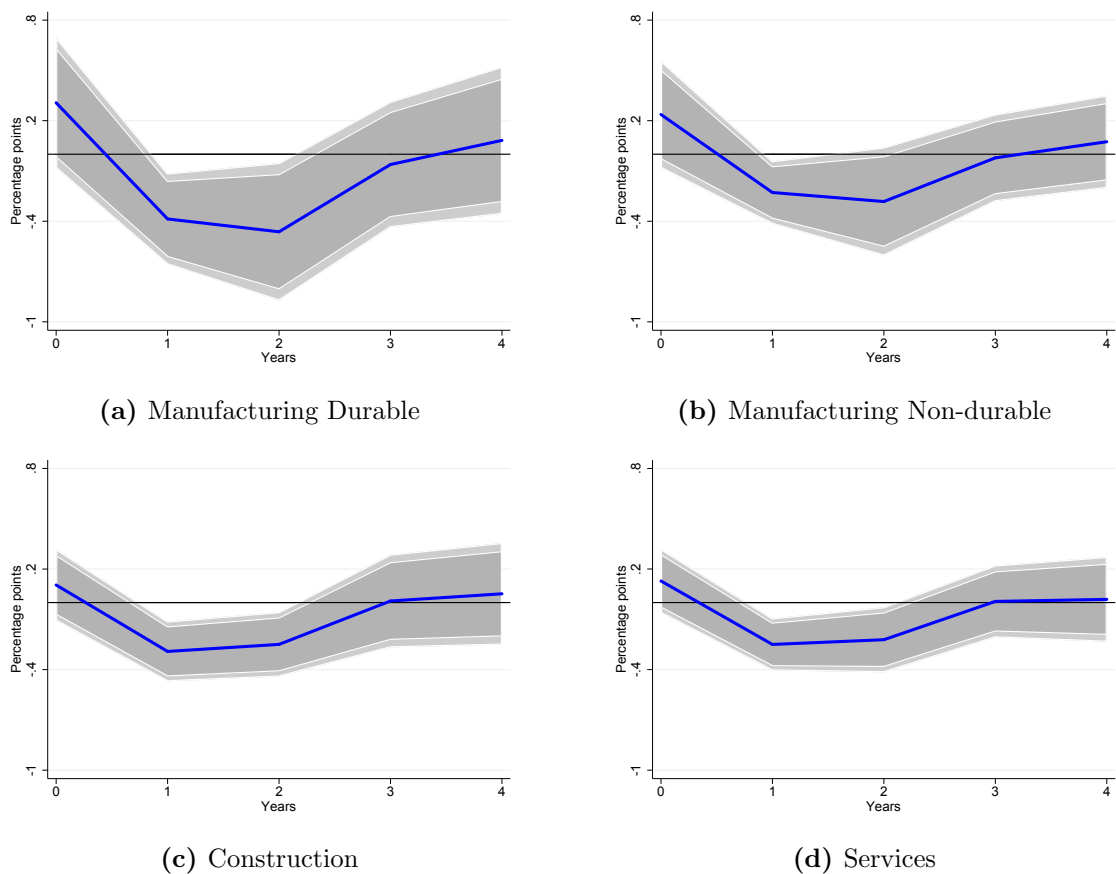 .8
.2
-.4
-1
Percentage points
0 1 2 3 4
Years
(a) Manufacturing Durable
.8
.2
-.4
-1
Percentage points
0 1 2 3 4
Years
(b) Manufacturing Non-durable
.8
.2
-.4
-1
Percentage points
0 1 2 3 4
Years
(c) Construction
.8
.2
-.4
-1
Percentage points
0 1 2 3 4
Years
(d) Services